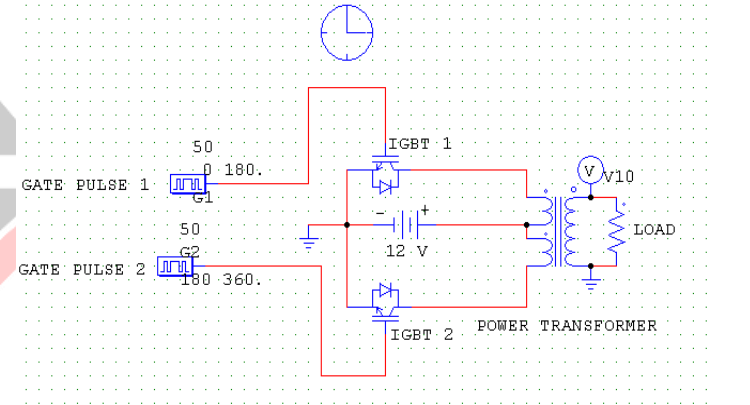 IGBT 1
50
0 180.
GATE PULSE 1
G1
V
V10
- +
50
LOAD
G2
12 V
GATE PULSE 2
180 360.
POWER TRANSFORMER
IGBT 2